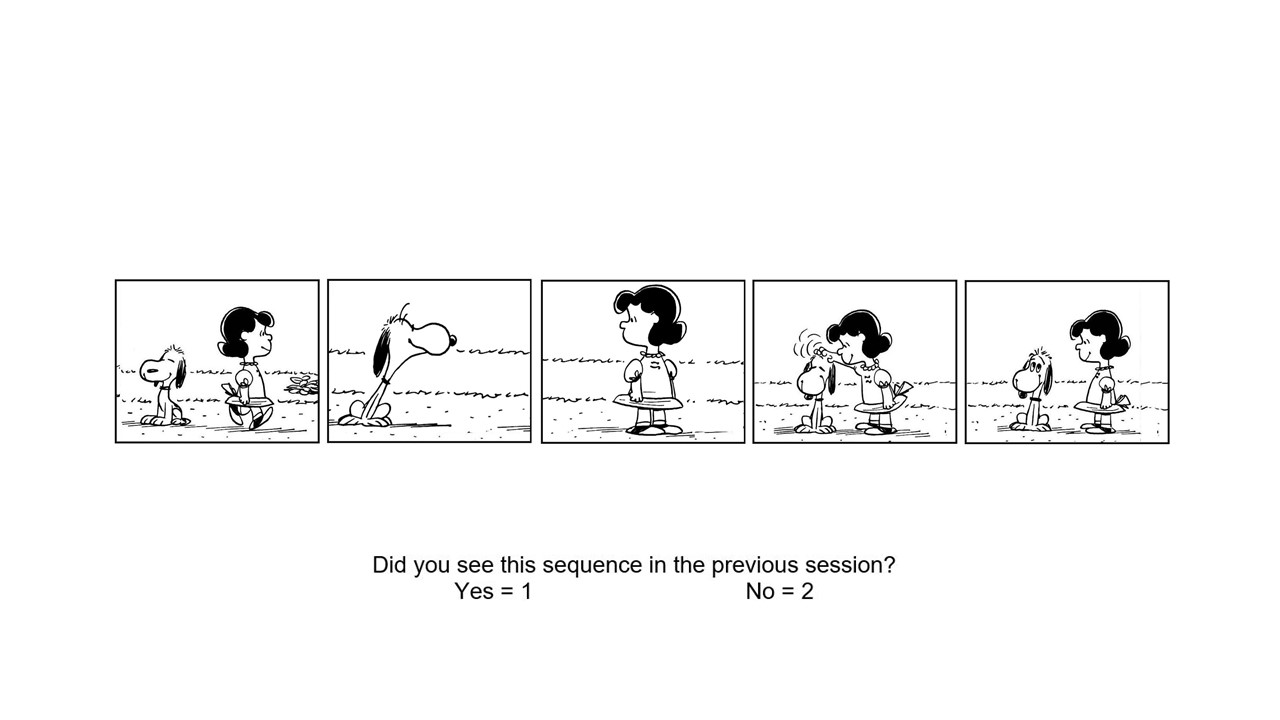 Did you see this sequence in the previous session?
Yes = 1 No = 2